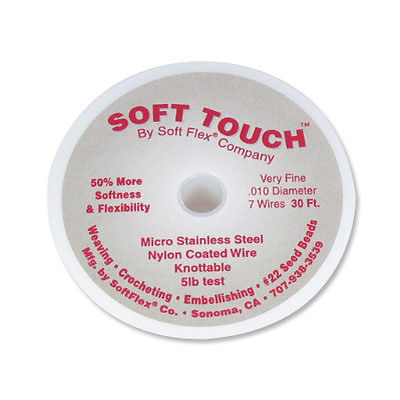 SOFT TOUCH™
By Soft Flex® Company
50% More
Softness
& Flexibility
Very Fine
.010 Diameter
7 Wires 30 Ft.
Micro Stainless Steel
Nylon Coated Wire
Knottable
5lb test
Weaving • Crocheting • Embellishing • #22 Seed Beads
Mfg. by SoftFlex® Co. • Sonoma, CA • 707-938-3539